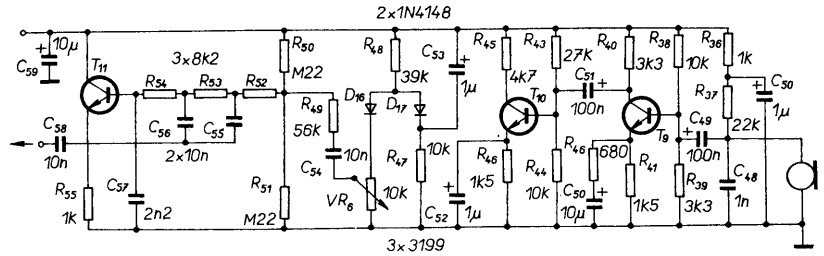 2x1N4148
10µ
C59
T11
3x8k2
R54
R53
R52
R50
M22
R48
39k
C53
1µ
R45
4k7
R43
27k
R40
3k3
R38
10k
R36
1k
C51
100n
T10
T9
C50
1µ
R37
22k
C49
100n
D16
D17
R49
56k
C56
C55
2x10n
C58
10n
C54
10n
R47
10k
10k
VR6
R46
1k5
R44
10k
R46
680
R41
1k5
R39
3k3
C48
1n
R55
1k
C57
2n2
R51
M22
C52
1µ
C50
10µ
3x3199